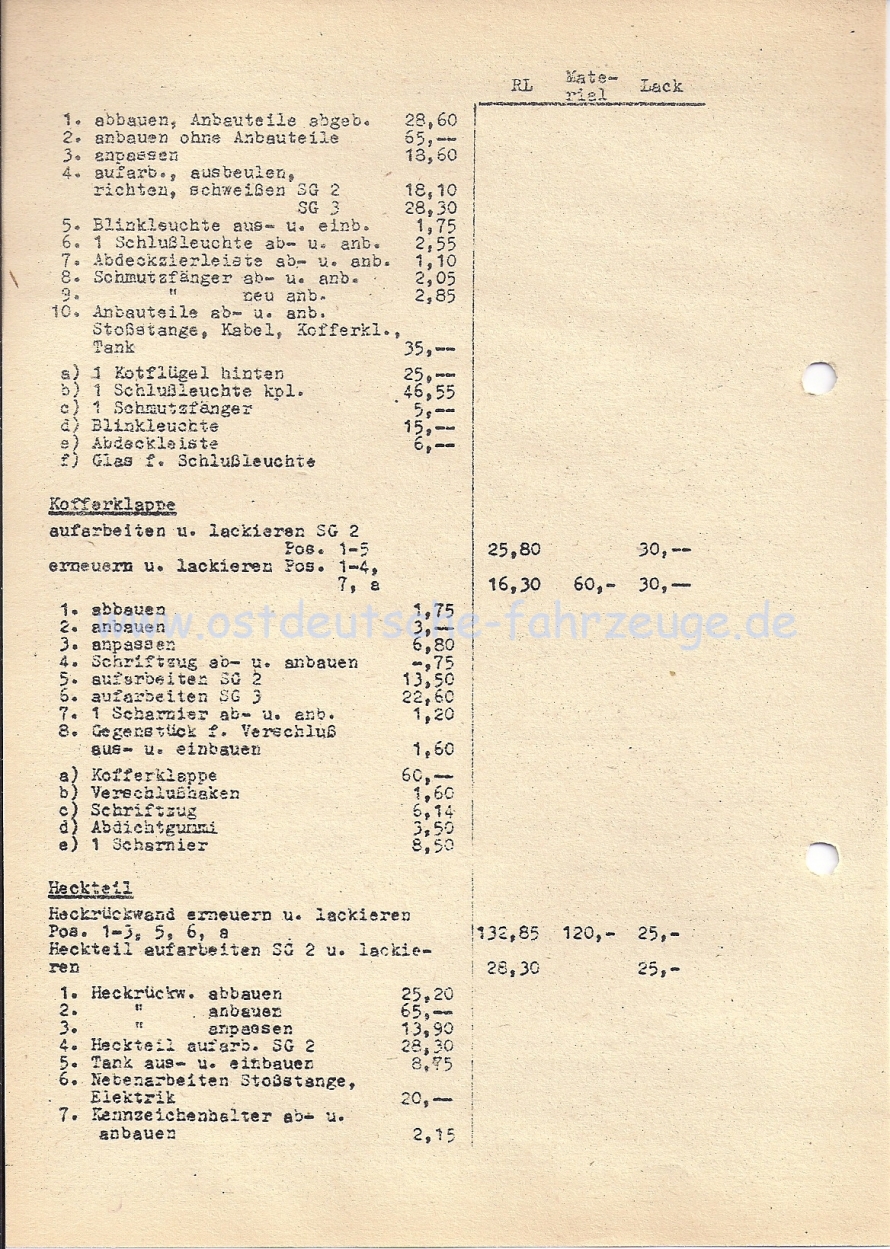 RL Mate- Lack
rial
1. abbauen, Anbauteile abgeb. 28,60
2. anbauen ohne Anbauteile 65,--
3. anpassen 13,60
4. aufarb., ausbeulen,
richten, schweißen SG 2 18,10
SG 3 28,30
5. Blinkleuchte aus- u. einb. 1,75
6. 1 Schlußleuchte ab- u. anb. 2,55
7. Abdeckzierleiste ab- u. anb. 1,10
8. Schmutzfänger ab- u. anb. 2,05
9. " neu anb. 2,85
10. Anbauteile ab- u. anb.
Stoßstange, Kabel, Kofferkl.,
Tank 35,--
a) 1 Kotflügel hinten 25,--
b) 1 Schlußleuchte kpl. 46,55
c) 1 Schmutzfänger 5,--
d) Blinkleuchte 15,--
e) Abdeckleiste 6,--
f) Glas f. Schlußleuchte
Kofferklappe
aufarbeiten u. lackieren SG 2
Pos. 1-5 25,80 30,--
erneuern u. lackieren Pos. 1-4,
7, a 16,30 60,- 30,--
1. abbauen 1,75
www.ostdeutsche-fahrzeuge.de
2. anbauen 3,--
3. anpassen 6,80
4. Schriftzug ab- u. anbauen -,75
5. aufarbeiten SG 2 13,50
6. aufarbeiten SG 3 22,60
7. 1 Scharnier ab- u. anb. 1,20
8. Gegenstück f. Verschluß
aus- u. einbauen 1,60
a) Kofferklappe 60,--
b) Verschlußhaken 1,60
c) Schriftzug 6,14
d) Abdichtgummi 3,50
e) 1 Scharnier 8,50
Heckteil
Heckrückwand erneuern u. lackieren
Pos. 1-3, 5, 6, a 132,85 120,- 25,-
Heckteil aufarbeiten SG 2 u. lackie-
ren 28,30 25,-
1. Heckrückw. abbauen 25,20
2. " anbauen 65,--
3. " anpassen 13,90
4. Heckteil aufarb. SG 2 28,30
5. Tank aus- u. einbauen 8,75
6. Nebenarbeiten Stoßstange,
Elektrik 20,--
7. Kennzeichenhalter ab- u.
anbauen 2,15